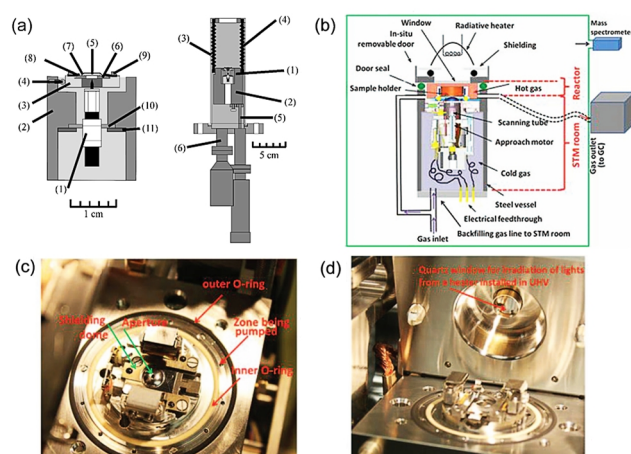 (a)
(5)
(7)
(6)
(8)
(9)
(4)
(3)
(2)
(10)
(11)
(1)
1 cm
(4)
(3)
(1)
(2)
(5)
(6)
5 cm
(b)
Window
Radiative heater
In-situ
removable door
Shielding
Mass
spectrometer
Door seal
Sample holder
Hot gas
Reactor
Scanning tube
Approach motor
STM room
Cold gas
Steel vessel
Electrical feedthrough
Backfilling gas line to STM room
Gas inlet
Gas outlet
(to GC)
(c)
outer O-ring
Shielding
dome
Aperture
Zone being
pumped
inner O-ring
(d)
Quartz window for irradiation of lights
from a heater installed in UHV